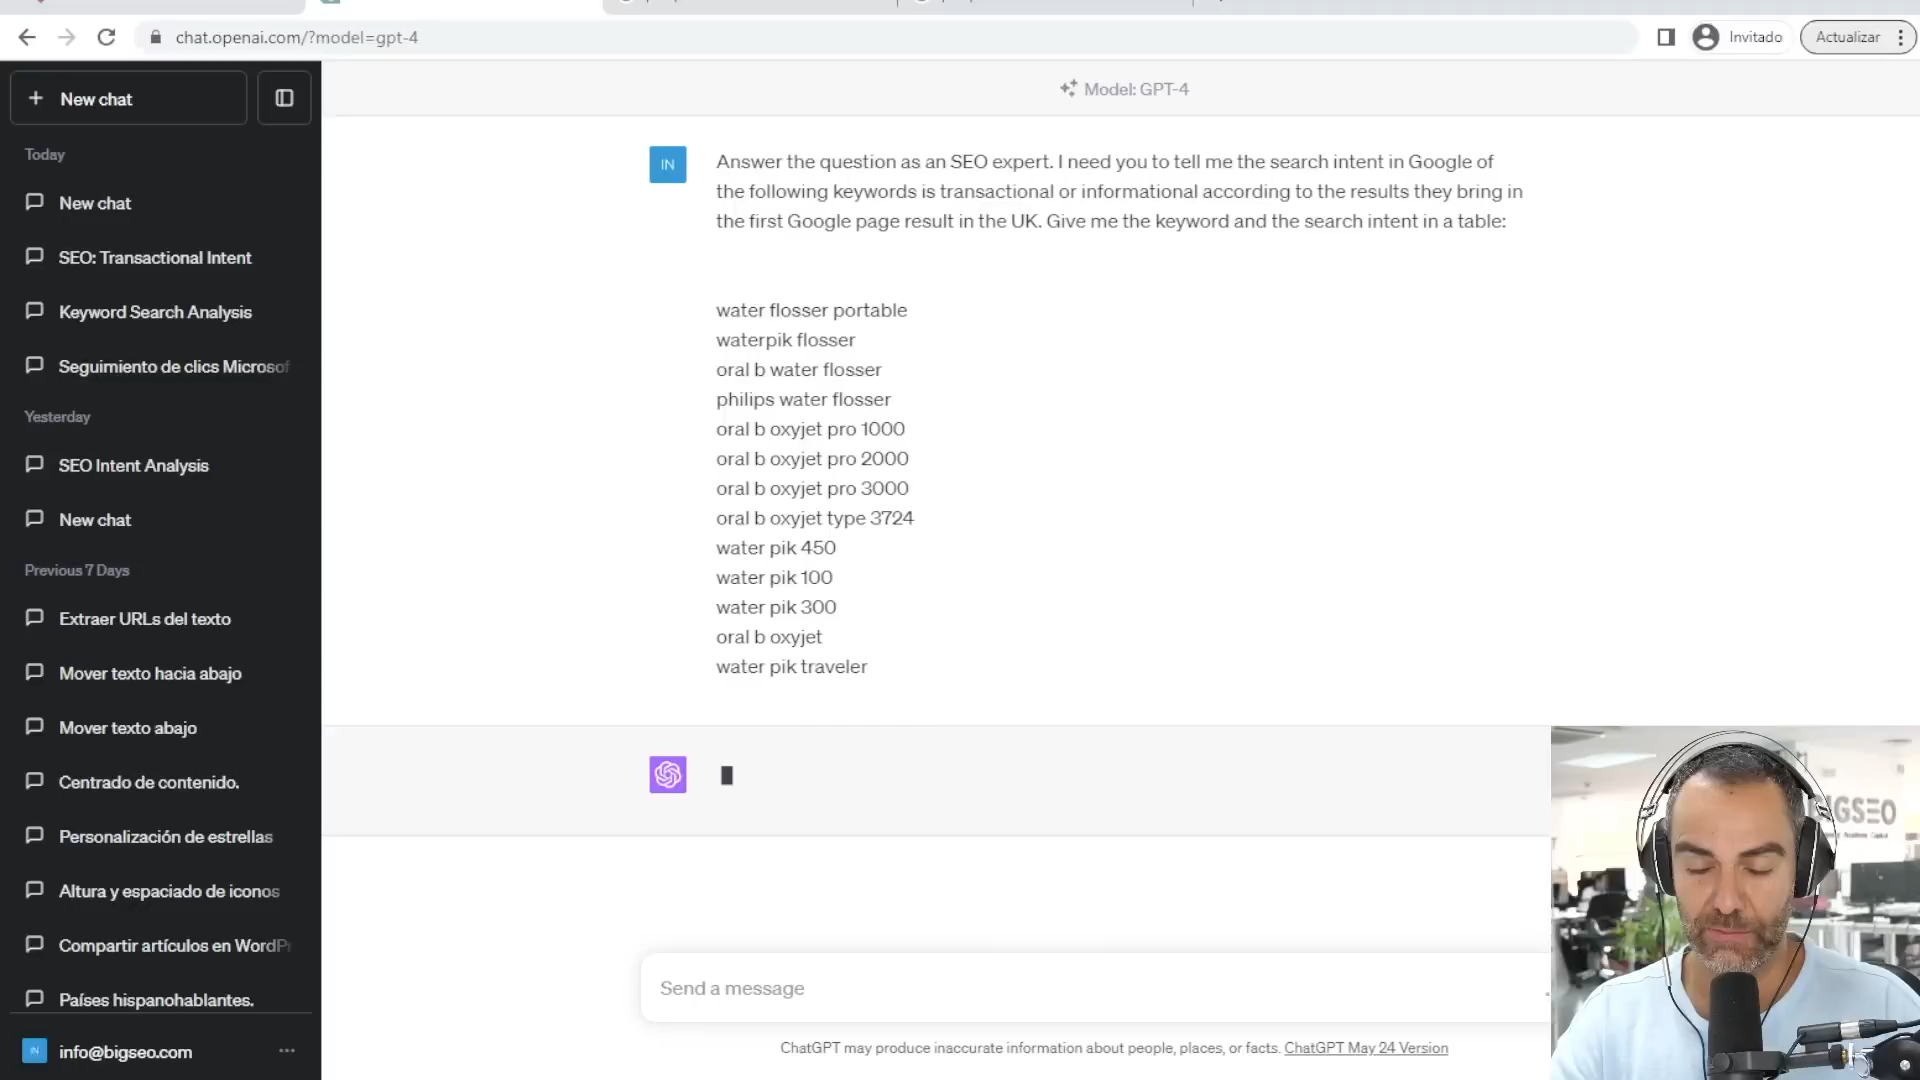 chat.openai.com/?model=gpt-4
Invitado
Actualizar
New chat
Model: GPT-4
Today
New chat
SEO: Transactional Intent
Keyword Search Analysis
Seguimiento de clics Microsof
Yesterday
SEO Intent Analysis
New chat
Previous 7 Days
Extraer URLs del texto
Mover texto hacia abajo
Mover texto abajo
Centrado de contenido.
Personalización de estrellas
Altura y espaciado de iconos
Compartir artículos en WordPr
Países hispanohablantes.
IN
info@bigseo.com
IN
Answer the question as an SEO expert. I need you to tell me the search intent in Google of
the following keywords is transactional or informational according to the results they bring in
the first Google page result in the UK. Give me the keyword and the search intent in a table:
water flosser portable
waterpik flosser
oral b water flosser
philips water flosser
oral b oxyjet pro 1000
oral b oxyjet pro 2000
oral b oxyjet pro 3000
oral b oxyjet type 3724
water pik 450
water pik 100
water pik 300
oral b oxyjet
water pik traveler
Send a message
ChatGPT may produce inaccurate information about people, places, or facts. ChatGPT May 24 Version
IGSEO